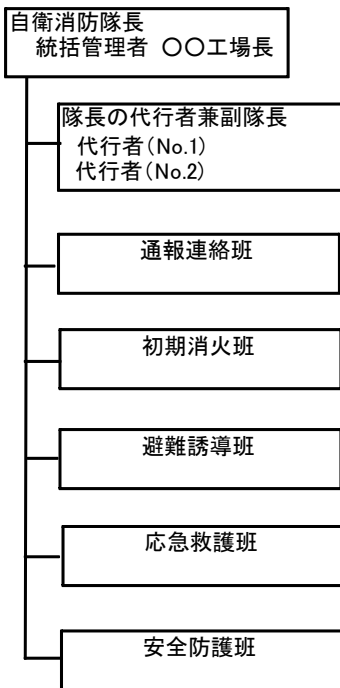 自衛消防隊長
統括管理者 〇〇工場長
隊長の代行者兼副隊長
代行者(No.1)
代行者(No.2)
通報連絡班
初期消火班
避難誘導班
応急救護班
安全防護班